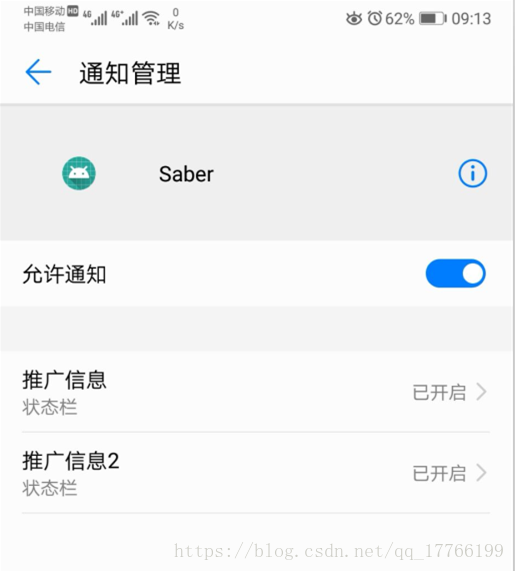 中国移动 HD 4G 4G+ 0 62% 09:13
中国电信 K/s
通知管理
Saber
允许通知
推广信息
状态栏
已开启
推广信息2
状态栏
已开启
https://blog.csdn.net/qq_17766199